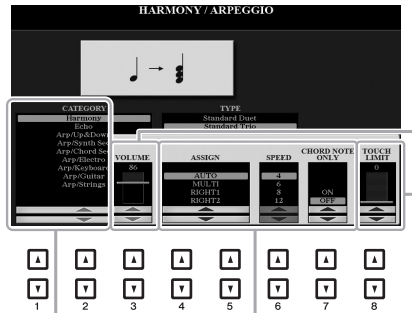 HARMONY / ARPEGGIO
CATEGORY
Harmony
Echo
Arp/Up&Down
Arp/Synth Seq
Arp/Chord Seq
Arp/Electro
Arp/Keyboard
Arp/Guitar
Arp/Strings
TYPE
Standard Duet
Standard Trio
VOLUME
86
ASSIGN
AUTO
MULTI
RIGHT1
RIGHT2
SPEED
4
6
8
12
CHORD NOTE
ONLY
ON
OFF
TOUCH
LIMIT
0
1 2 3 4 5 6 7 8